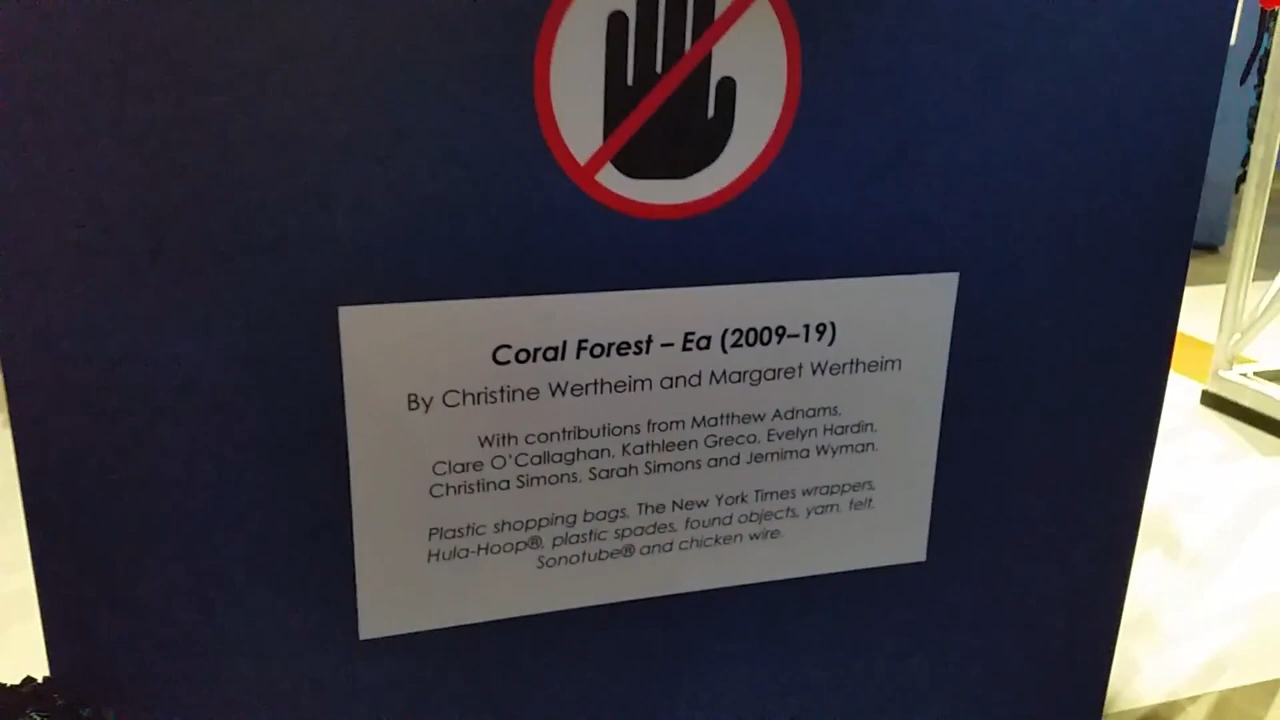 Coral Forest – Ea (2009–19)
By Christine Wertheim and Margaret Wertheim
With contributions from Matthew Adnams,
Clare O'Callaghan, Kathleen Greco, Evelyn Hardin,
Christina Simons, Sarah Simons and Jemima Wyman.
Plastic shopping bags, The New York Times wrappers,
Hula-Hoop®, plastic spades, found objects, yarn, felt,
Sonotube® and chicken wire.